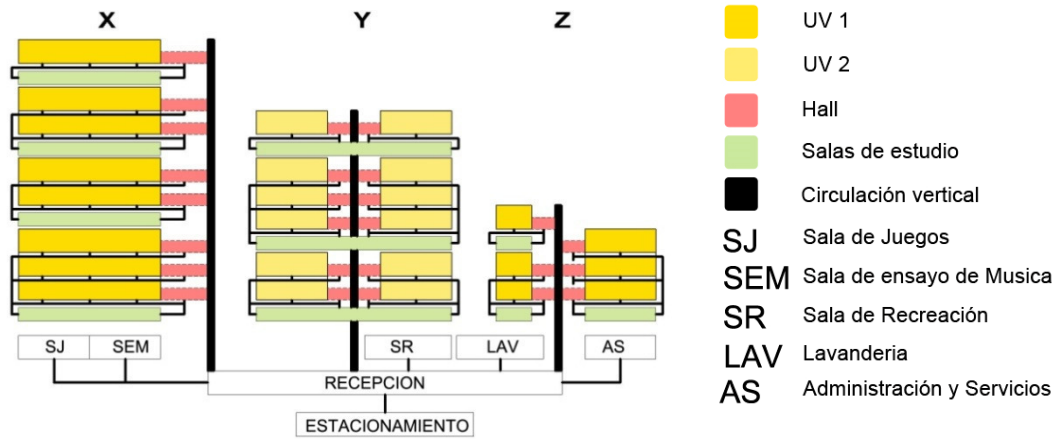 X
Y
Z
SJ
SEM
SR
LAV
AS
RECEPCION
ESTACIONAMIENTO
UV 1
UV 2
Hall
Salas de estudio
Circulación vertical
SJ Sala de Juegos
SEM Sala de ensayo de Musica
SR Sala de Recreación
LAV Lavanderia
AS Administración y Servicios